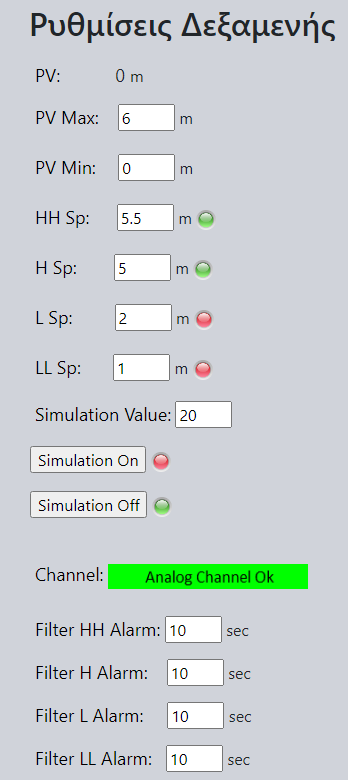 Ρυθμίσεις Δεξαμενής
PV: 0 m
PV Max: 6 m
PV Min: 0 m
HH Sp: 5.5 m
H Sp: 5 m
L Sp: 2 m
LL Sp: 1 m
Simulation Value: 20
Simulation On
Simulation Off
Channel: Analog Channel Ok
Filter HH Alarm: 10 sec
Filter H Alarm: 10 sec
Filter L Alarm: 10 sec
Filter LL Alarm: 10 sec